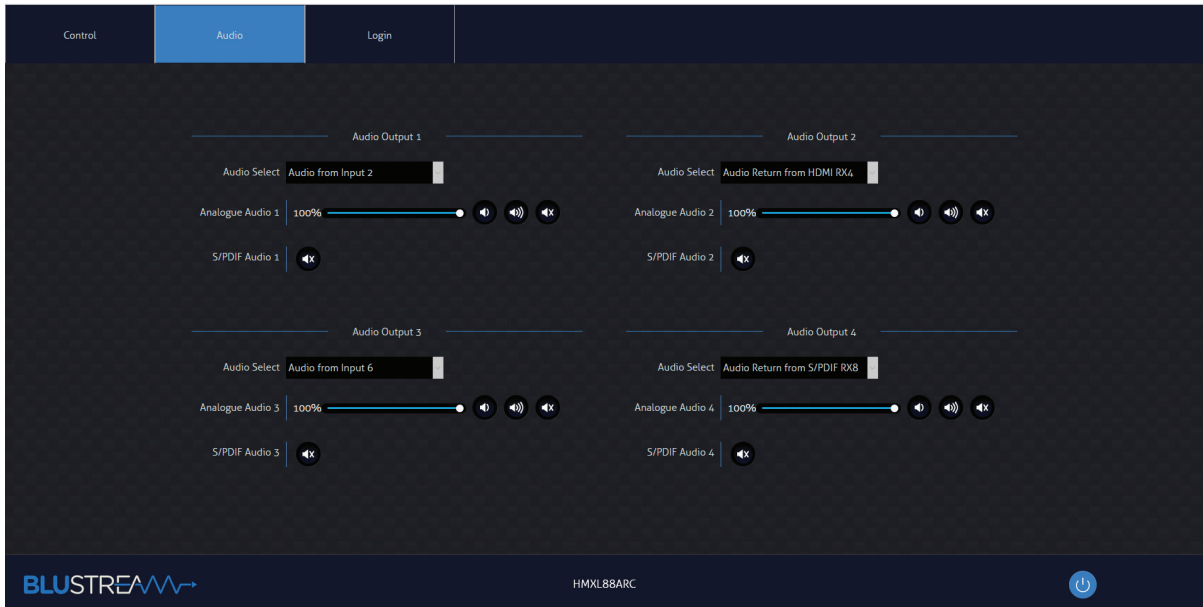 Control Audio Login
Audio Output 1
Audio Select Audio from Input 2
Analogue Audio 1 100%
S/PDIF Audio 1
Audio Output 2
Audio Select Audio Return from HDMI RX4
Analogue Audio 2 100%
S/PDIF Audio 2
Audio Output 3
Audio Select Audio from Input 6
Analogue Audio 3 100%
S/PDIF Audio 3
Audio Output 4
Audio Select Audio Return from S/PDIF RX8
Analogue Audio 4 100%
S/PDIF Audio 4
BLUSTREAM
HMXL88ARC